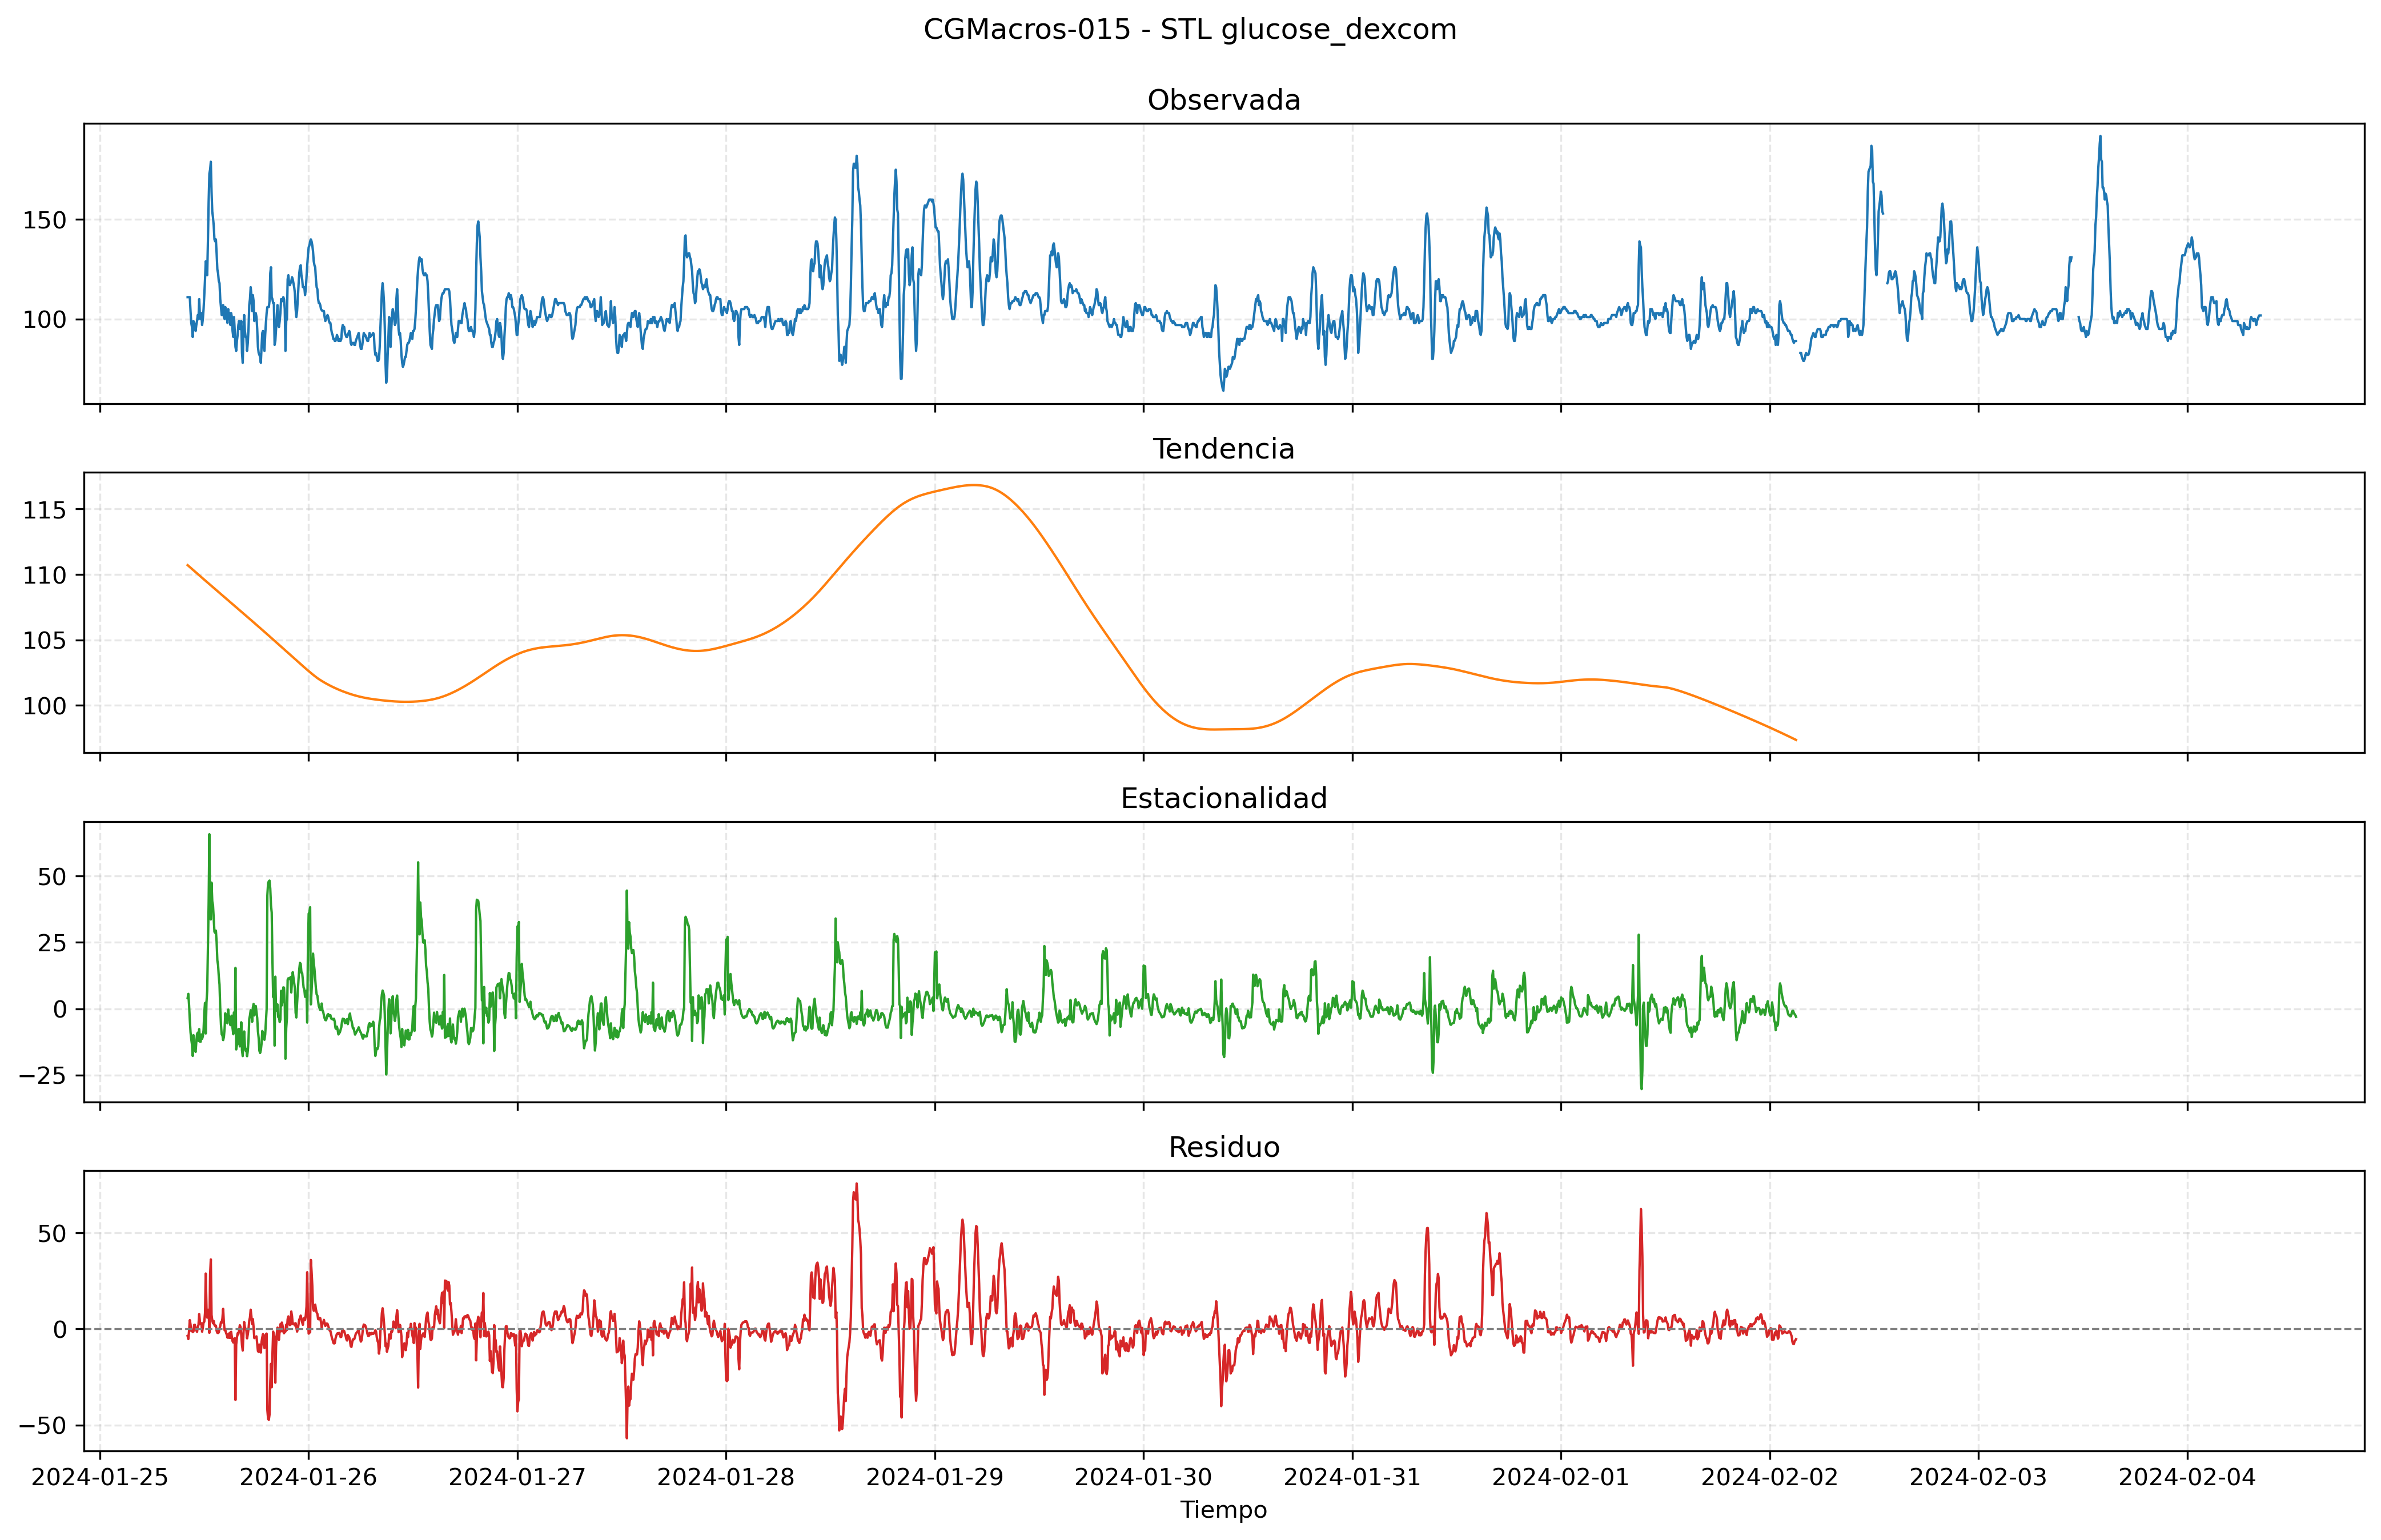 CGMacros-015 - STL glucose_dexcom
Observada
150
100
Tendencia
115
110
105
100
Estacionalidad
50
25
0
−25
Residuo
50
0
−50
2024-01-25 2024-01-26 2024-01-27 2024-01-28 2024-01-29 2024-01-30 2024-01-31 2024-02-01 2024-02-02 2024-02-03 2024-02-04
Tiempo